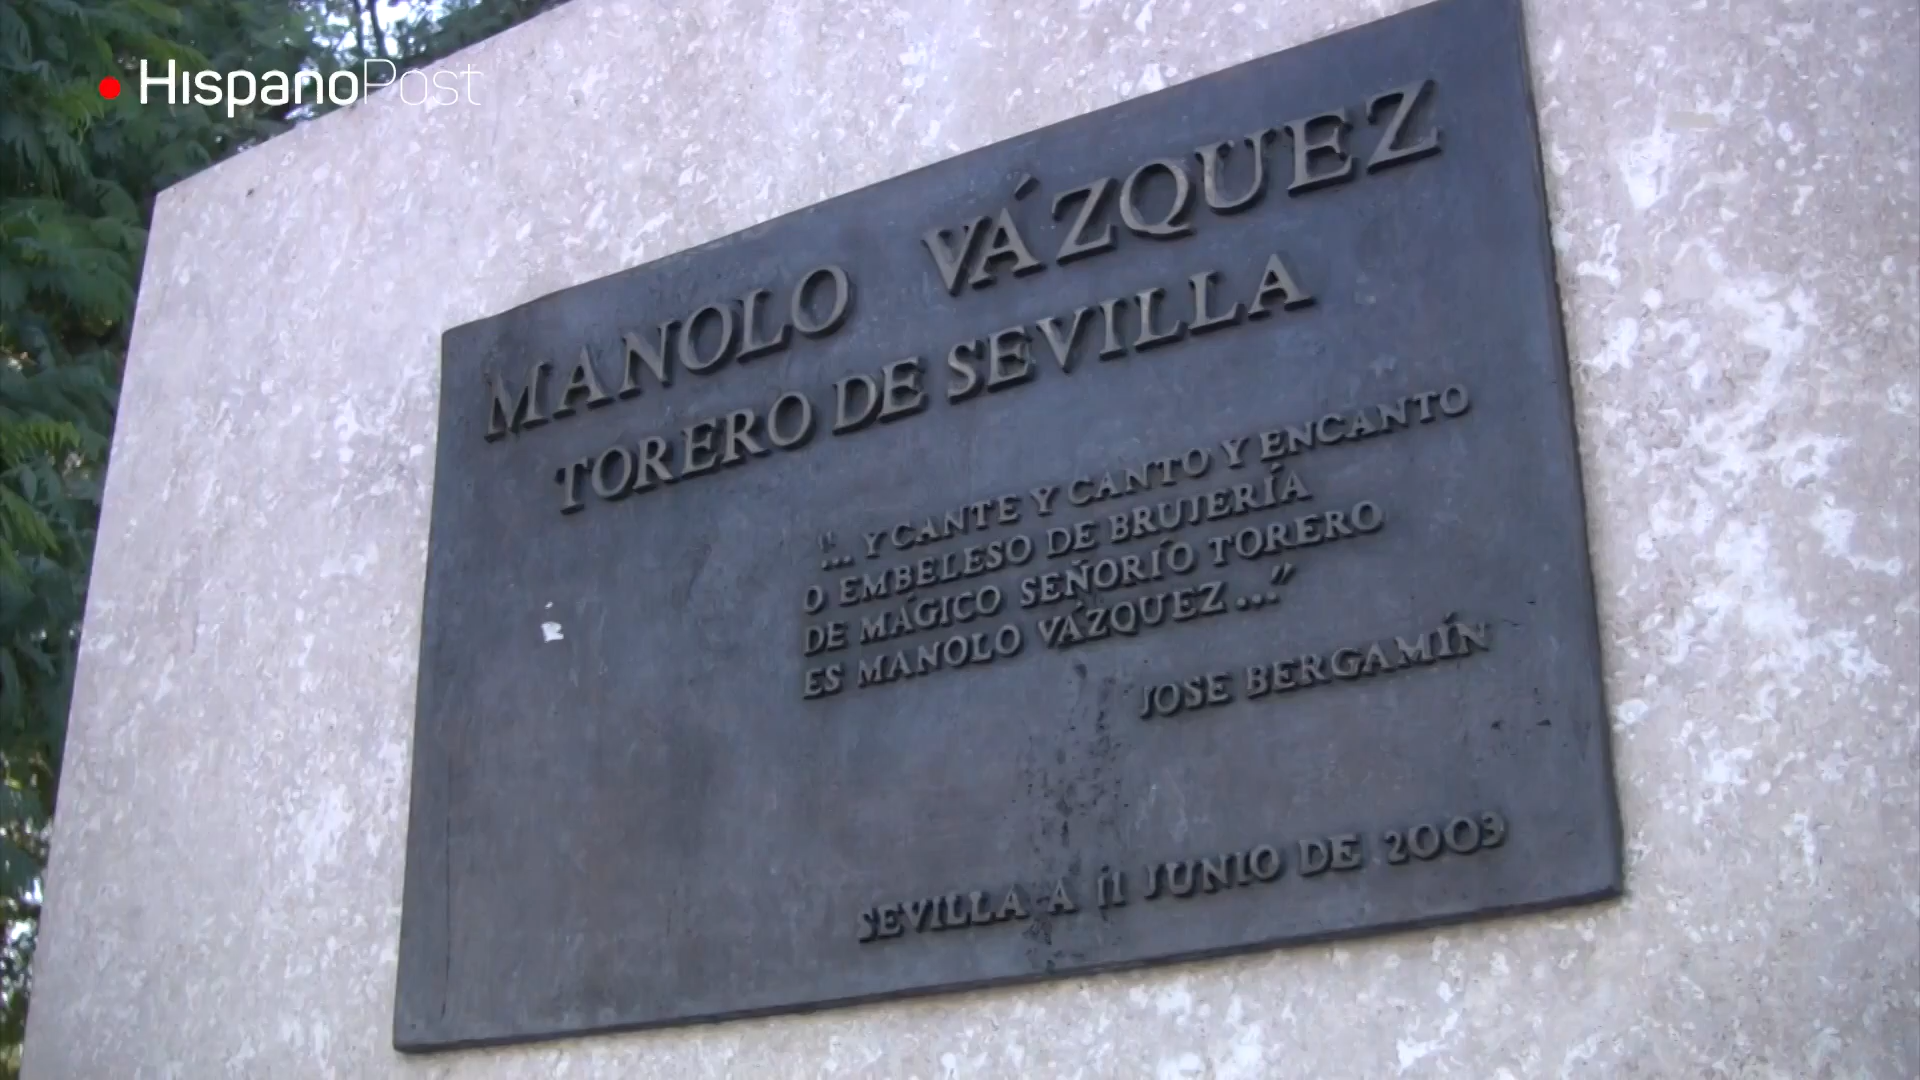 HispanoPost
MANOLO VÁZQUEZ
TORERO DE SEVILLA
"... Y CANTE Y CANTO Y ENCANTO
O EMBELESO DE BRUJERÍA
DE MÁGICO SEÑORÍO TORERO
ES MANOLO VÁZQUEZ ..."
JOSE BERGAMÍN
SEVILLA A 11 JUNIO DE 2003